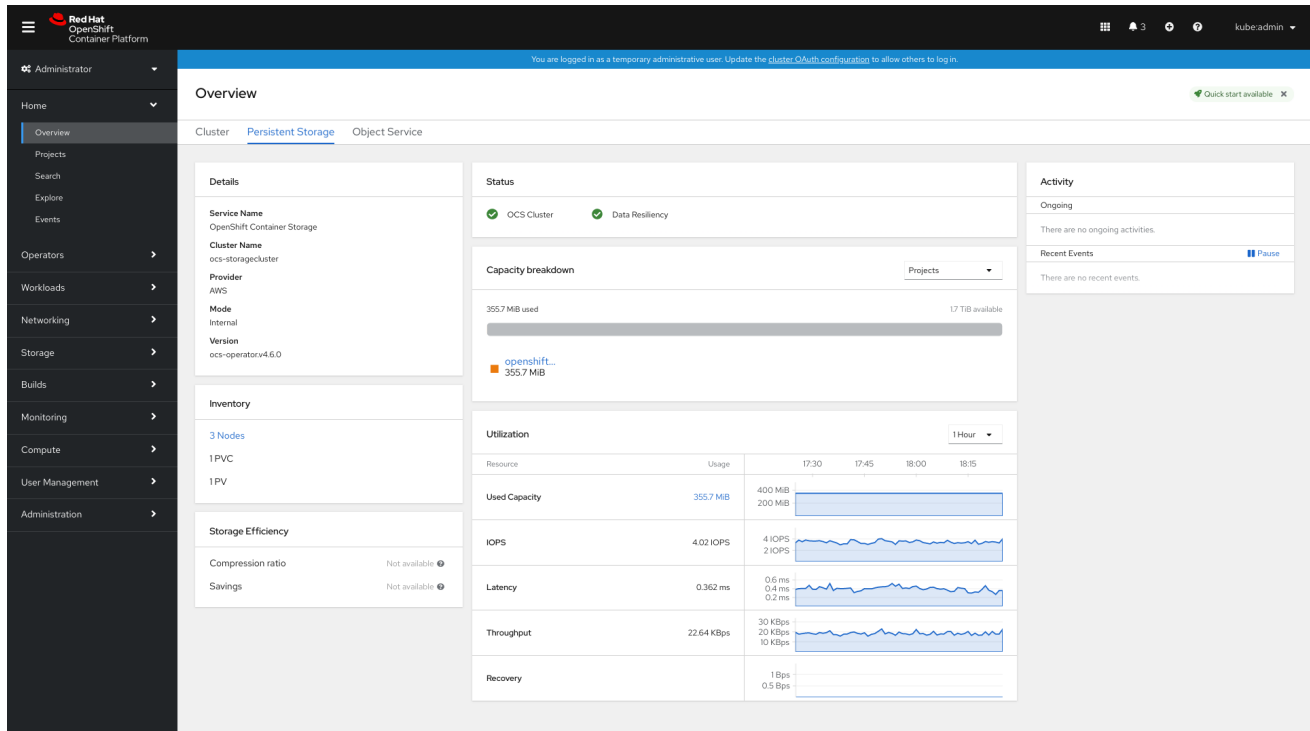 Red Hat
OpenShift
Container Platform
3
kube:admin
Administrator
You are logged in as a temporary administrative user. Update the cluster OAuth configuration to allow others to log in.
Home
Overview
Projects
Search
Explore
Events
Operators
Workloads
Networking
Storage
Builds
Monitoring
Compute
User Management
Administration
Overview
Quick start available
Cluster Persistent Storage Object Service
Details
Service Name
OpenShift Container Storage
Cluster Name
ocs-storagecluster
Provider
AWS
Mode
Internal
Version
ocs-operator.v4.6.0
Inventory
3 Nodes
1 PVC
1 PV
Storage Efficiency
Compression ratio Not available
Savings Not available
Status
OCS Cluster Data Resiliency
Capacity breakdown Projects
355.7 MiB used 1.7 TiB available
openshift...
355.7 MiB
Utilization 1 Hour
Resource Usage 17:30 17:45 18:00 18:15
Used Capacity 355.7 MiB
400 MiB
200 MiB
IOPS 4.02 IOPS
4 IOPS
2 IOPS
Latency 0.362 ms
0.6 ms
0.4 ms
0.2 ms
Throughput 22.64 KBps
30 KBps
20 KBps
10 KBps
Recovery
1 Bps
0.5 Bps
Activity
Ongoing
There are no ongoing activities.
Recent Events Pause
There are no recent events.